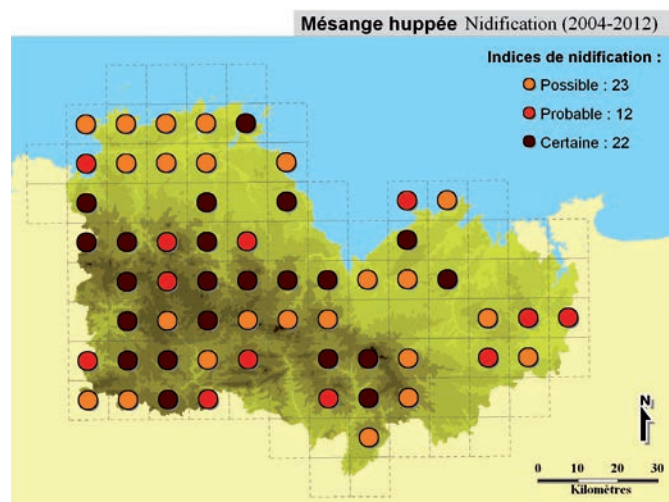 Mésange huppée Nidification (2004-2012)
Indices de nidification :
Possible : 23
Probable : 12
Certaine : 22
N
0 10 20 30
Kilomètres